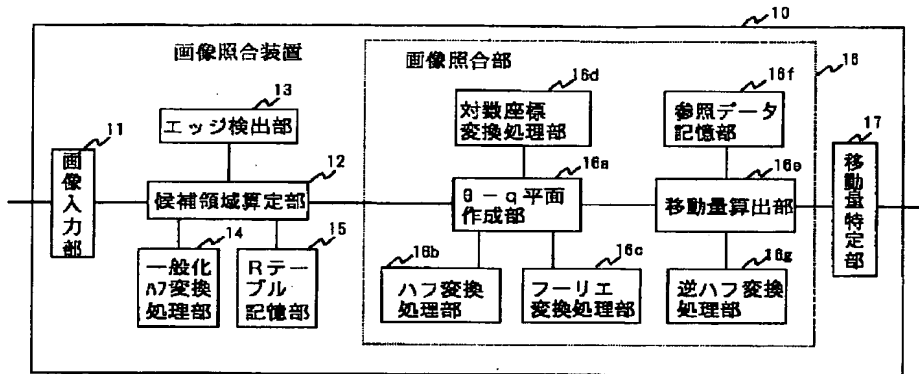 10
画像照合装置
画像照合部
16
13
エッジ検出部
16d
対数座標
変換処理部
16f
参照データ
記憶部
11
画像入力部
12
候補領域算定部
16a
θ－q平面
作成部
16e
移動量算出部
17
移動量特定部
14
一般化
ハフ変換
処理部
15
Rテー
ブル
記憶部
16b
ハフ変換
処理部
16c
フーリエ
変換処理部
16g
逆ハフ変換
処理部